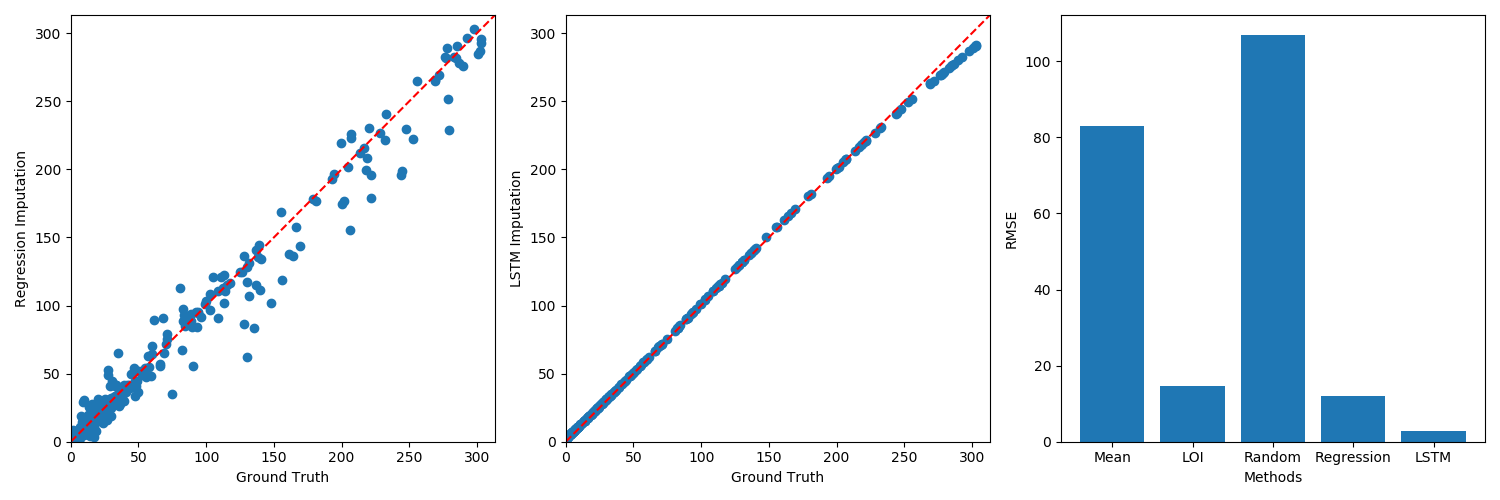 300
250
200
150
100
50
0
Regression Imputation
0 50 100 150 200 250 300
Ground Truth
300
250
200
150
100
50
0
LSTM Imputation
0 50 100 150 200 250 300
Ground Truth
100
80
60
40
20
0
RMSE
Mean LOI Random Regression LSTM
Methods